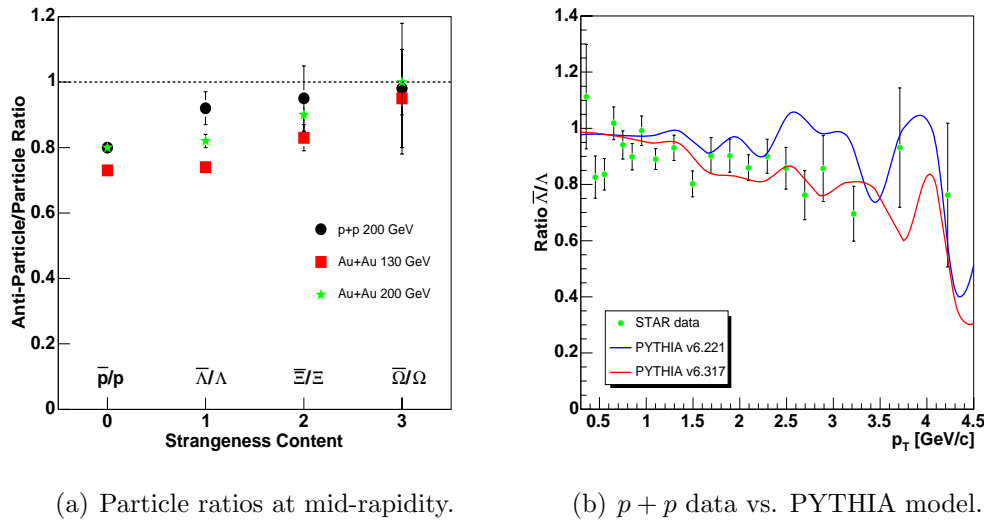 1.2
1
0.8
0.6
0.4
0.2
0
Anti-Particle/Particle Ratio
p+p 200 GeV
Au+Au 130 GeV
Au+Au 200 GeV
p̅/p
Λ̅/Λ
Ξ̅/Ξ
Ω̅/Ω
0 1 2 3
Strangeness Content
(a) Particle ratios at mid-rapidity.
1.4
1.2
1
0.8
0.6
0.4
0.2
0
Ratio Λ̅/Λ
STAR data
PYTHIA v6.221
PYTHIA v6.317
0.5 1 1.5 2 2.5 3 3.5 4 4.5
p_T [GeV/c]
(b) p + p data vs. PYTHIA model.